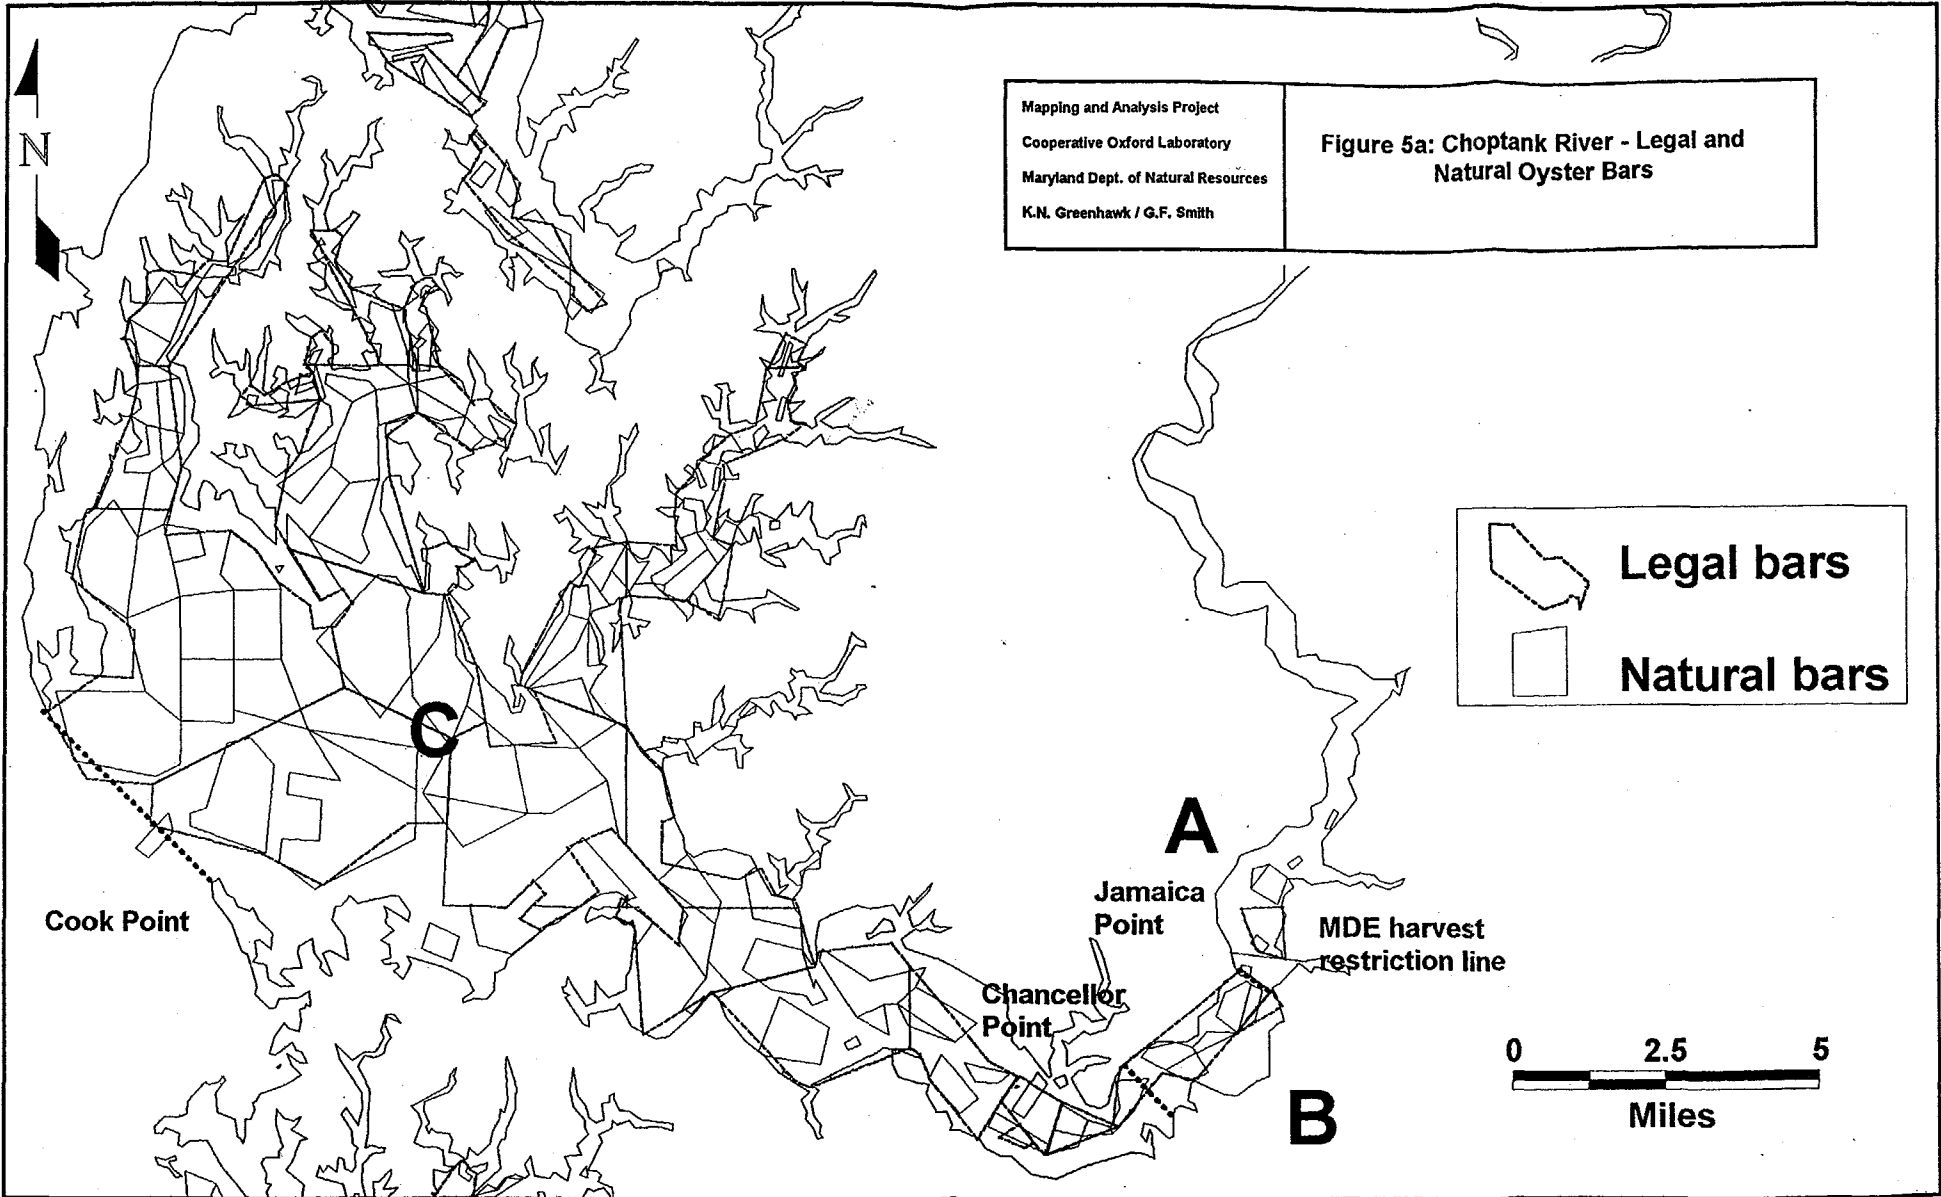 N
Mapping and Analysis Project
Cooperative Oxford Laboratory
Maryland Dept. of Natural Resources
K.N. Greenhawk / G.F. Smith
Figure 5a: Choptank River - Legal and
Natural Oyster Bars
Legal bars
Natural bars
C
A
Jamaica
Point
Cook Point
MDE harvest
restriction line
Chancellor
Point
B
0 2.5 5
Miles